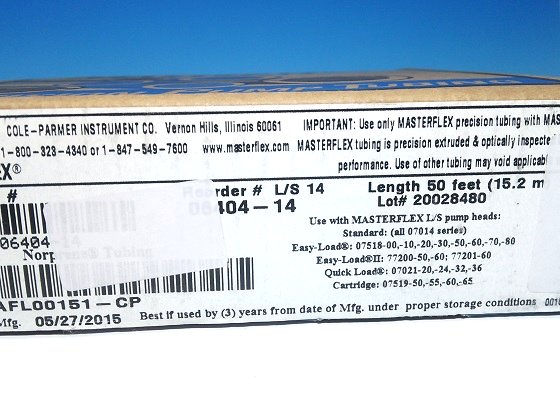 COLE-PARMER INSTRUMENT CO. Vernon Hills, Illinois 60061 IMPORTANT: Use only MASTERFLEX precision tubing with MAS
1-800-323-4340 or 1-847-549-7600 www.masterflex.com MASTERFLEX tubing is precision extruded & optically inspecte
EX® performance. Use of other tubing may void applicabl
# Reorder # L/S 14 Length 50 feet (15.2 m
06404-14 Lot# 20028480
06404-14 Use with MASTERFLEX L/S pump heads:
Standard: (all 07014 series)
Norprene® Tubing Easy-Load®: 07518-00,-10,-20,-30,-50,-60,-70,-80
Easy-Load®II: 77200-50,-60; 77201-60
Quick Load®: 07021-20,-24,-32,-36
Cartridge: 07519-50,-55,-60,-65
AFL00151-CP
Mfg. 05/27/2015 Best if used by (3) years from date of Mfg. under proper storage conditions